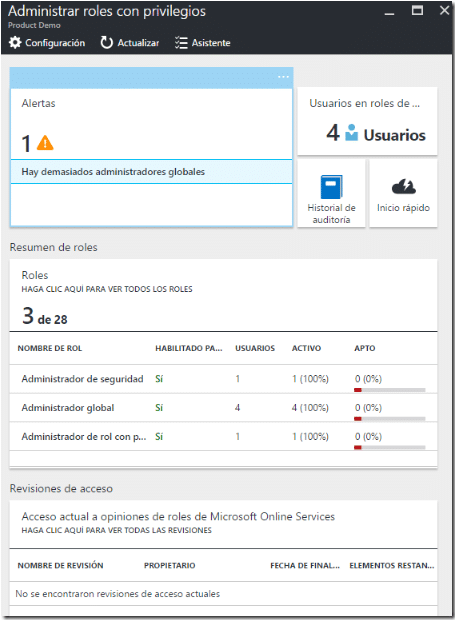 Administrar roles con privilegios
Product Demo
Configuración Actualizar Asistente
...
Alertas
1
Hay demasiados administradores globales
Usuarios en roles de ...
4 Usuarios
Historial de
auditoría
Inicio rápido
Resumen de roles
Roles
HAGA CLIC AQUÍ PARA VER TODOS LOS ROLES
3 de 28
NOMBRE DE ROL HABILITADO PA... USUARIOS ACTIVO APTO
Administrador de seguridad Sí 1 1 (100%) 0 (0%)
Administrador global Sí 4 4 (100%) 0 (0%)
Administrador de rol con p... Sí 1 1 (100%) 0 (0%)
Revisiones de acceso
Acceso actual a opiniones de roles de Microsoft Online Services
HAGA CLIC AQUÍ PARA VER TODAS LAS REVISIONES
NOMBRE DE REVISIÓN PROPIETARIO FECHA DE FINAL... ELEMENTOS RESTAN...
No se encontraron revisiones de acceso actuales